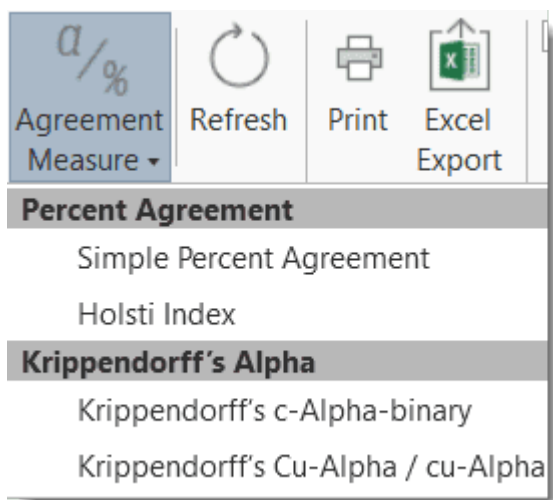 α/%
Agreement Measure
Refresh
Print
Excel Export
Percent Agreement
Simple Percent Agreement
Holsti Index
Krippendorff's Alpha
Krippendorff's c-Alpha-binary
Krippendorff's Cu-Alpha / cu-Alpha